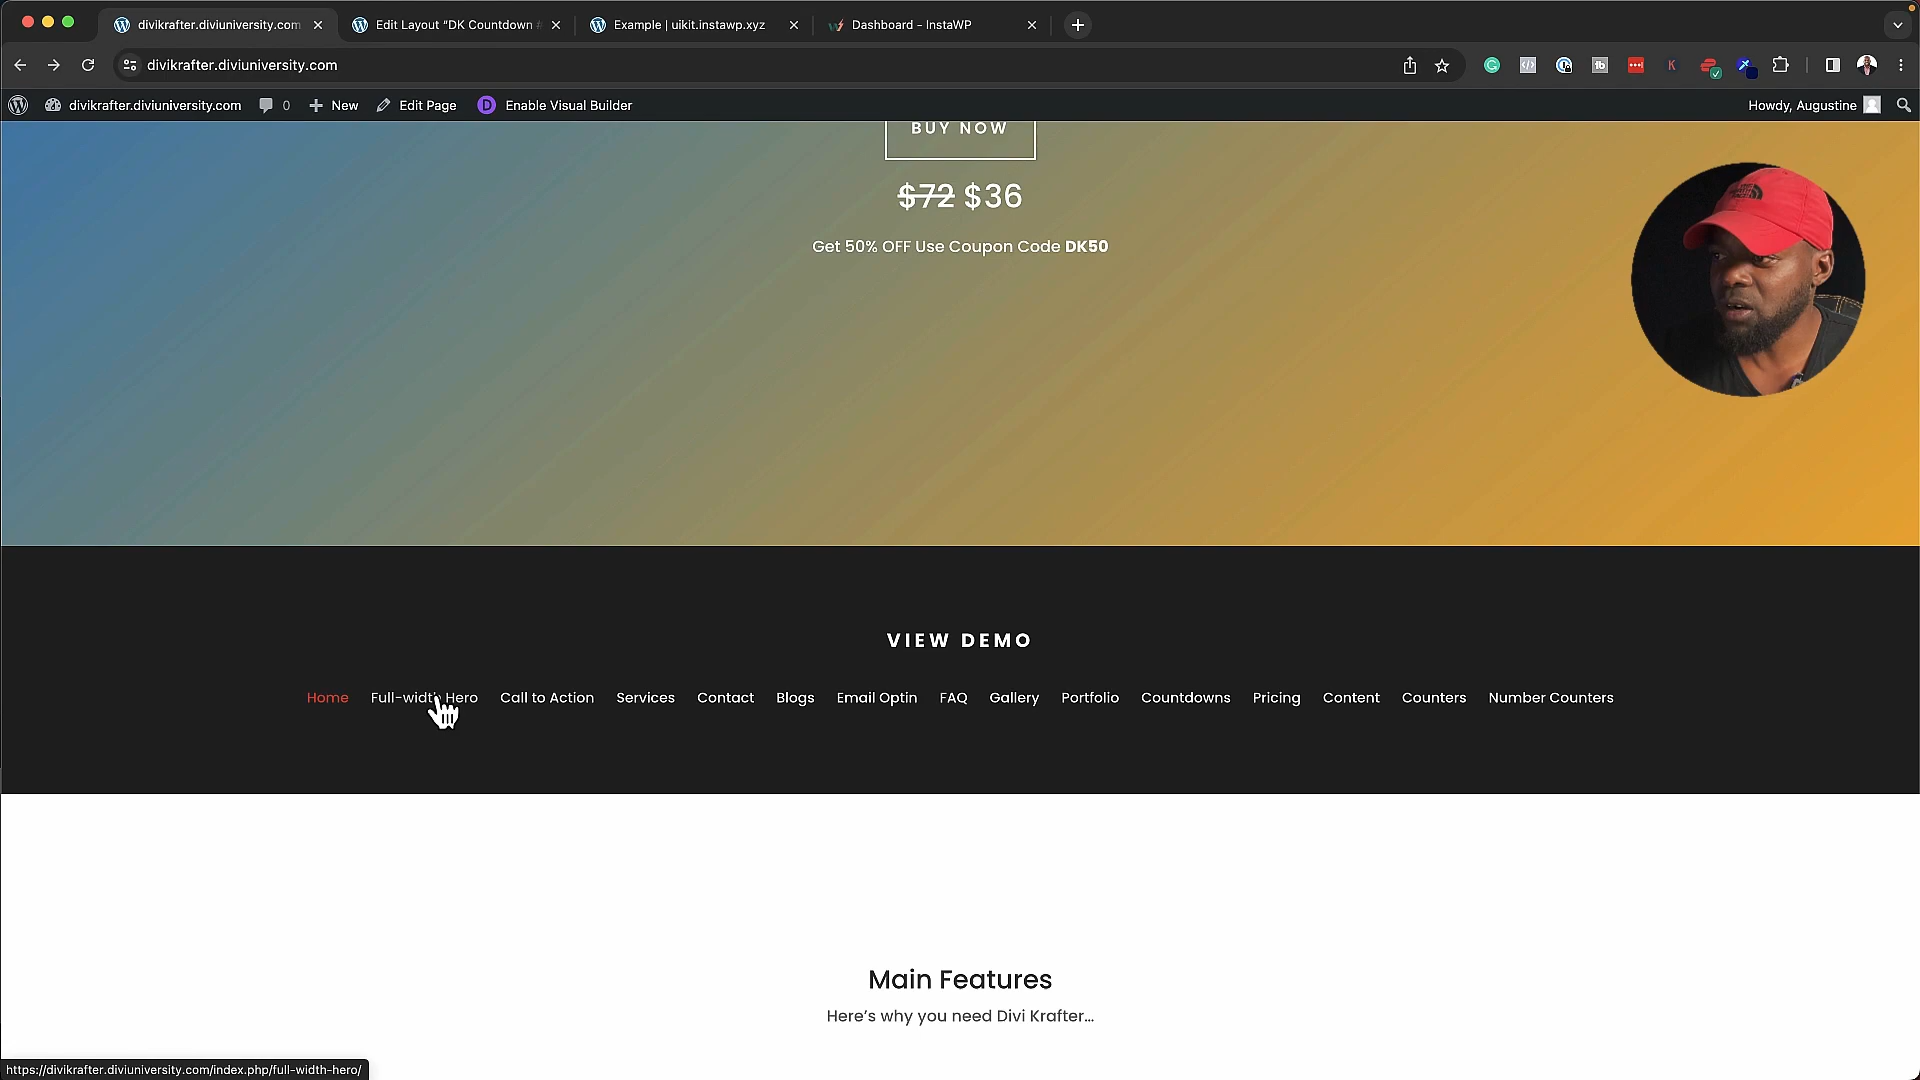 divikrafter.diviuniversity.com
Edit Layout “DK Countdown #
Example | uikit.instawp.xyz
Dashboard - InstaWP
divikrafter.diviuniversity.com
divikrafter.diviuniversity.com 0 New Edit Page D Enable Visual Builder
Howdy, Augustine
BUY NOW
$72 $36
Get 50% OFF Use Coupon Code DK50
VIEW DEMO
Home Full-width Hero Call to Action Services Contact Blogs Email Optin FAQ Gallery Portfolio Countdowns Pricing Content Counters Number Counters
Main Features
Here’s why you need Divi Krafter…
https://divikrafter.diviuniversity.com/index.php/full-width-hero/